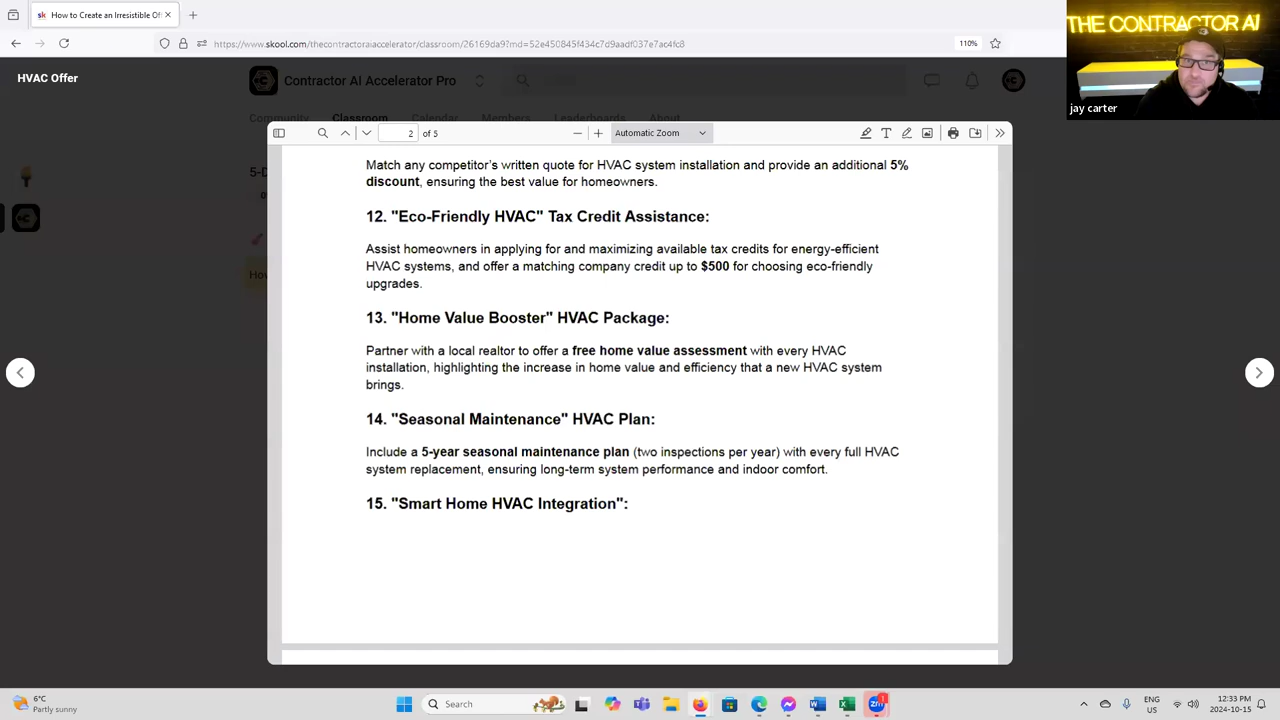 How to Create an Irresistible Of
https://www.skool.com/thecontractoraiaccelerator/classroom/26169da9?md=52e450845f434c7d9aadf037e7ac4fc8
110%
THE CONTRACTOR AI
jay carter
HVAC Offer
Contractor AI Accelerator Pro
Community Classroom Calendar Members Leaderboards About
2 of 5
Automatic Zoom
5-D
How
Match any competitor's written quote for HVAC system installation and provide an additional 5%
discount, ensuring the best value for homeowners.
12. "Eco-Friendly HVAC" Tax Credit Assistance:
Assist homeowners in applying for and maximizing available tax credits for energy-efficient
HVAC systems, and offer a matching company credit up to $500 for choosing eco-friendly
upgrades.
13. "Home Value Booster" HVAC Package:
Partner with a local realtor to offer a free home value assessment with every HVAC
installation, highlighting the increase in home value and efficiency that a new HVAC system
brings.
14. "Seasonal Maintenance" HVAC Plan:
Include a 5-year seasonal maintenance plan (two inspections per year) with every full HVAC
system replacement, ensuring long-term system performance and indoor comfort.
15. "Smart Home HVAC Integration":
6°C
Partly sunny
Search
ENG
US
12:33 PM
2024-10-15